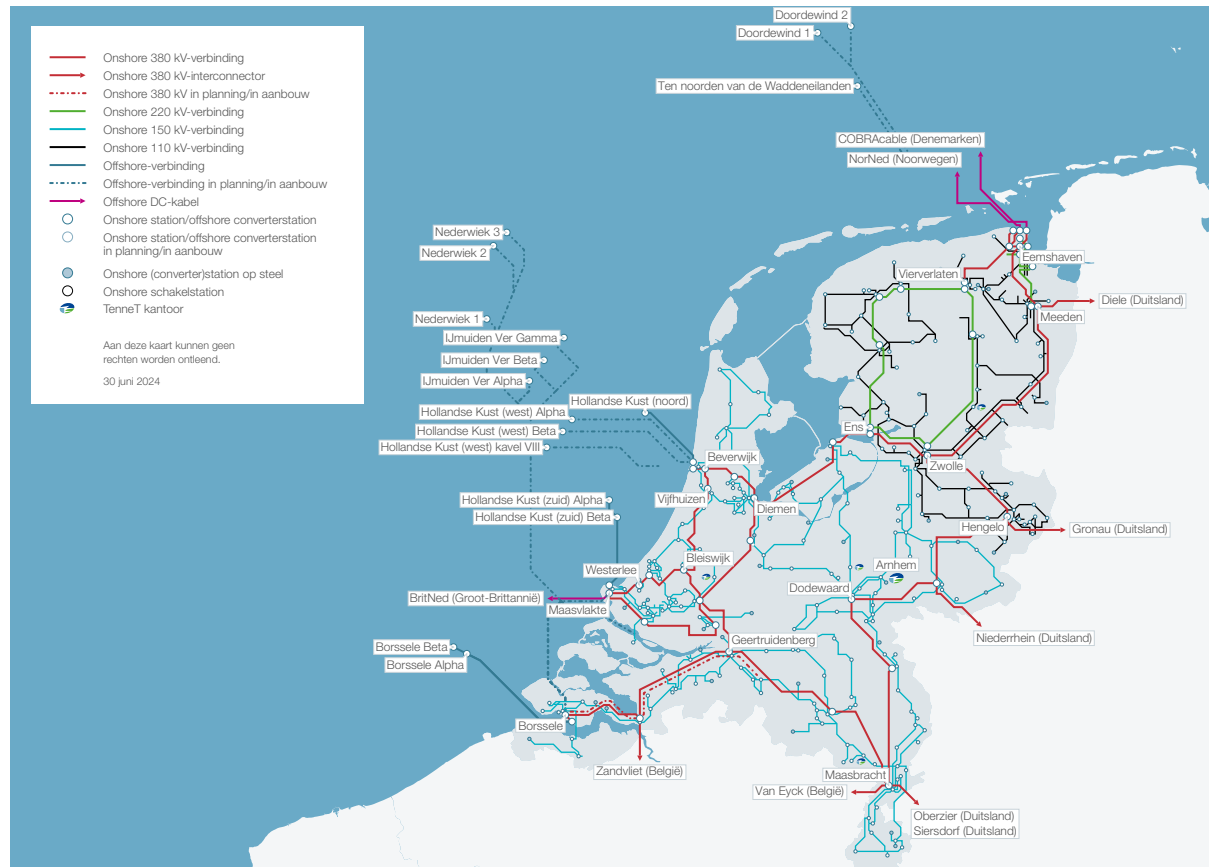 Onshore 380 kV-verbinding
Onshore 380 kV-interconnector
Onshore 380 kV in planning/in aanbouw
Onshore 220 kV-verbinding
Onshore 150 kV-verbinding
Onshore 110 kV-verbinding
Offshore-verbinding
Offshore-verbinding in planning/in aanbouw
Offshore DC-kabel
Onshore station/offshore converterstation
Onshore station/offshore converterstation
in planning/in aanbouw
Onshore (converter)station op steel
Onshore schakelstation
TenneT kantoor
Aan deze kaart kunnen geen
rechten worden ontleend.
30 juni 2024
Doordewind 2
Doordewind 1
Ten noorden van de Waddeneilanden
COBRAcable (Denemarken)
NorNed (Noorwegen)
Nederwiek 3
Nederwiek 2
Eemshaven
Vierverlaten
Diele (Duitsland)
Meeden
Nederwiek 1
IJmuiden Ver Gamma
IJmuiden Ver Beta
IJmuiden Ver Alpha
Hollandse Kust (noord)
Hollandse Kust (west) Alpha
Hollandse Kust (west) Beta
Hollandse Kust (west) kavel VIII
Ens
Beverwijk
Zwolle
Vijfhuizen
Hollandse Kust (zuid) Alpha
Diemen
Hollandse Kust (zuid) Beta
Hengelo
Gronau (Duitsland)
Bleiswijk
Westerlee
Arnhem
Dodewaard
BritNed (Groot-Brittannië)
Maasvlakte
Niederrhein (Duitsland)
Geertruidenberg
Borssele Beta
Borssele Alpha
Borssele
Zandvliet (België)
Maasbracht
Van Eyck (België)
Oberzier (Duitsland)
Siersdorf (Duitsland)